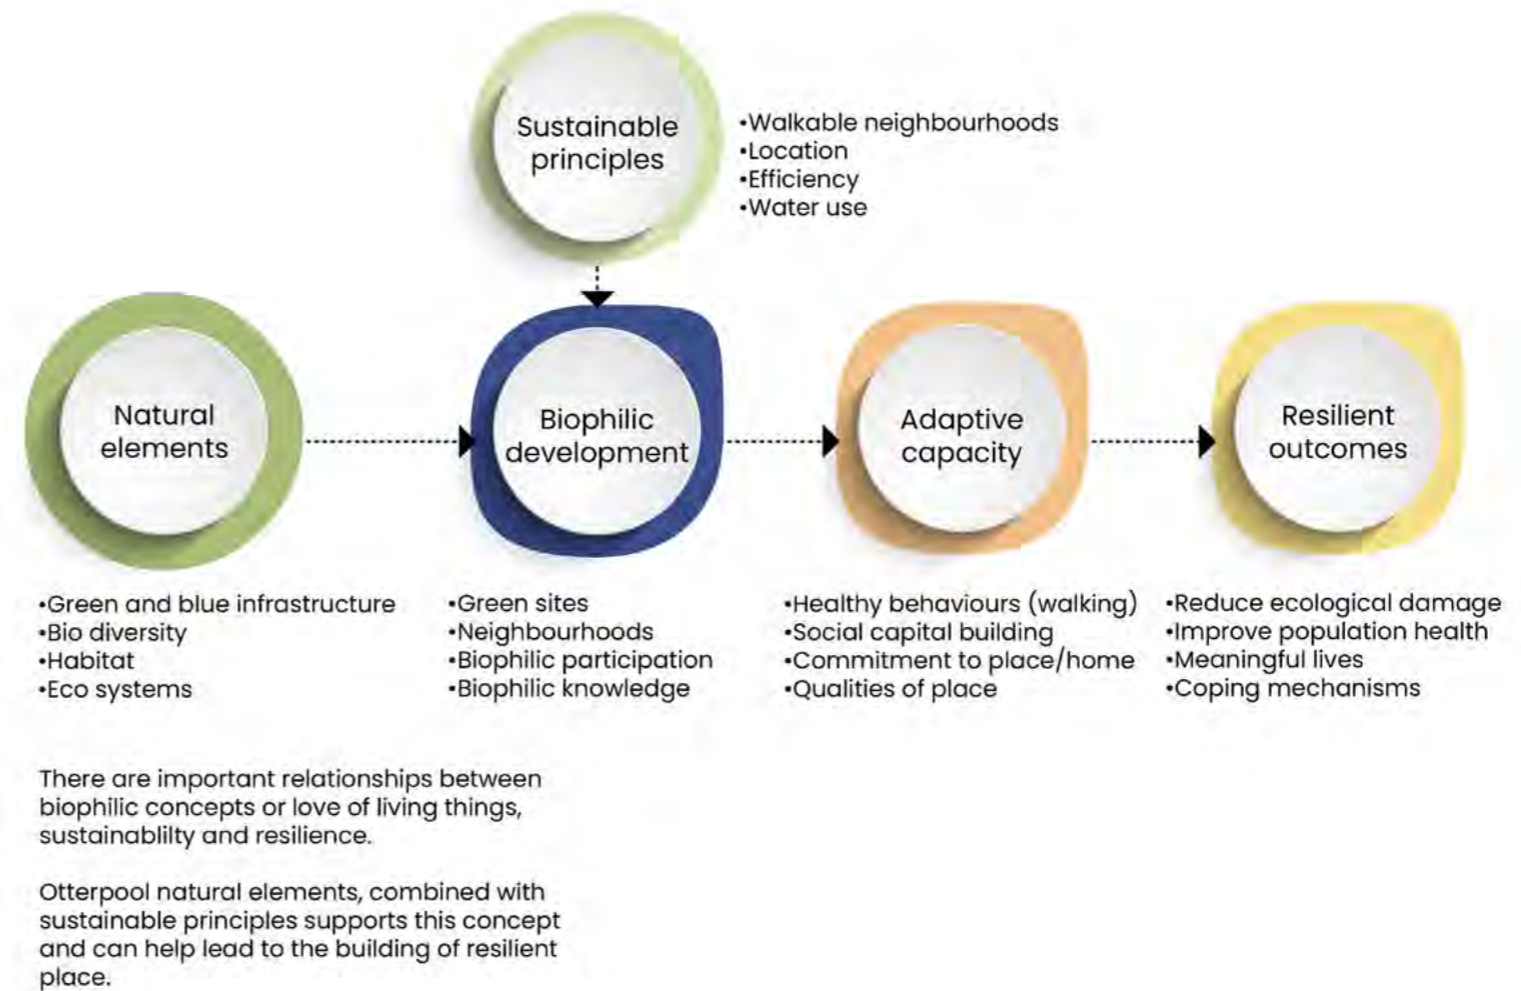 Sustainable
principles
•Walkable neighbourhoods
•Location
•Efficiency
•Water use
Natural
elements
Biophilic
development
Adaptive
capacity
Resilient
outcomes
•Green and blue infrastructure
•Bio diversity
•Habitat
•Eco systems
•Green sites
•Neighbourhoods
•Biophilic participation
•Biophilic knowledge
•Healthy behaviours (walking)
•Social capital building
•Commitment to place/home
•Qualities of place
•Reduce ecological damage
•Improve population health
•Meaningful lives
•Coping mechanisms
There are important relationships between
biophilic concepts or love of living things,
sustainablilty and resilience.
Otterpool natural elements, combined with
sustainable principles supports this concept
and can help lead to the building of resilient
place.